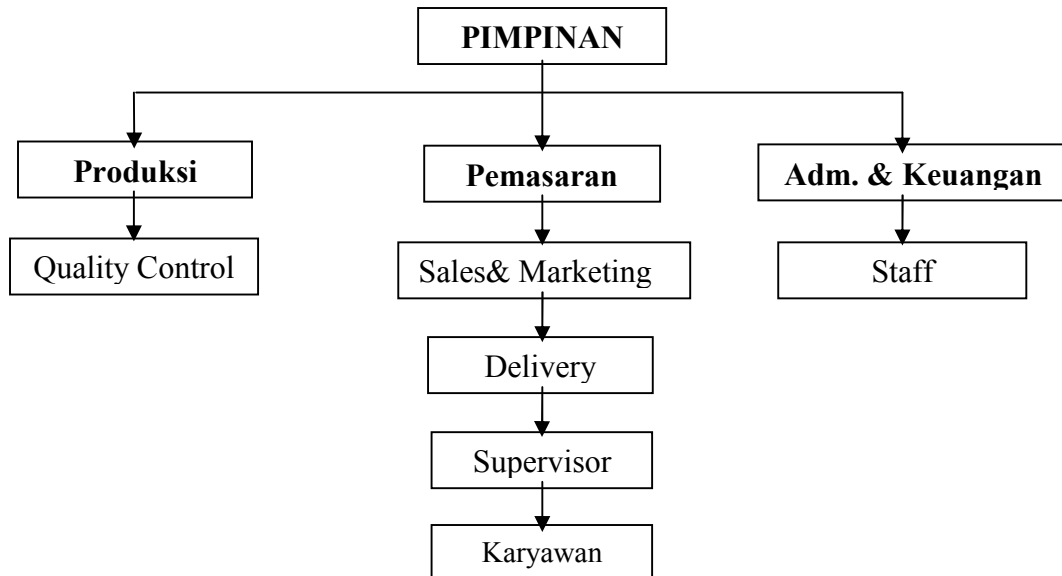 PIMPINAN
Produksi
Pemasaran
Adm. & Keuangan
Quality Control
Sales& Marketing
Staff
Delivery
Supervisor
Karyawan